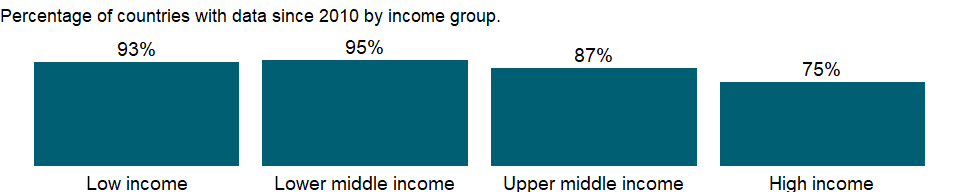 Percentage of countries with data since 2010 by income group.
93%
95%
87%
75%
Low income
Lower middle income
Upper middle income
High income